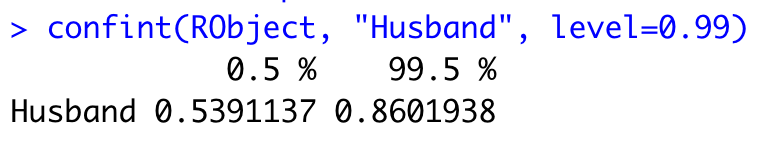 > confint(RObject, "Husband", level=0.99)
0.5 % 99.5 %
Husband 0.5391137 0.8601938